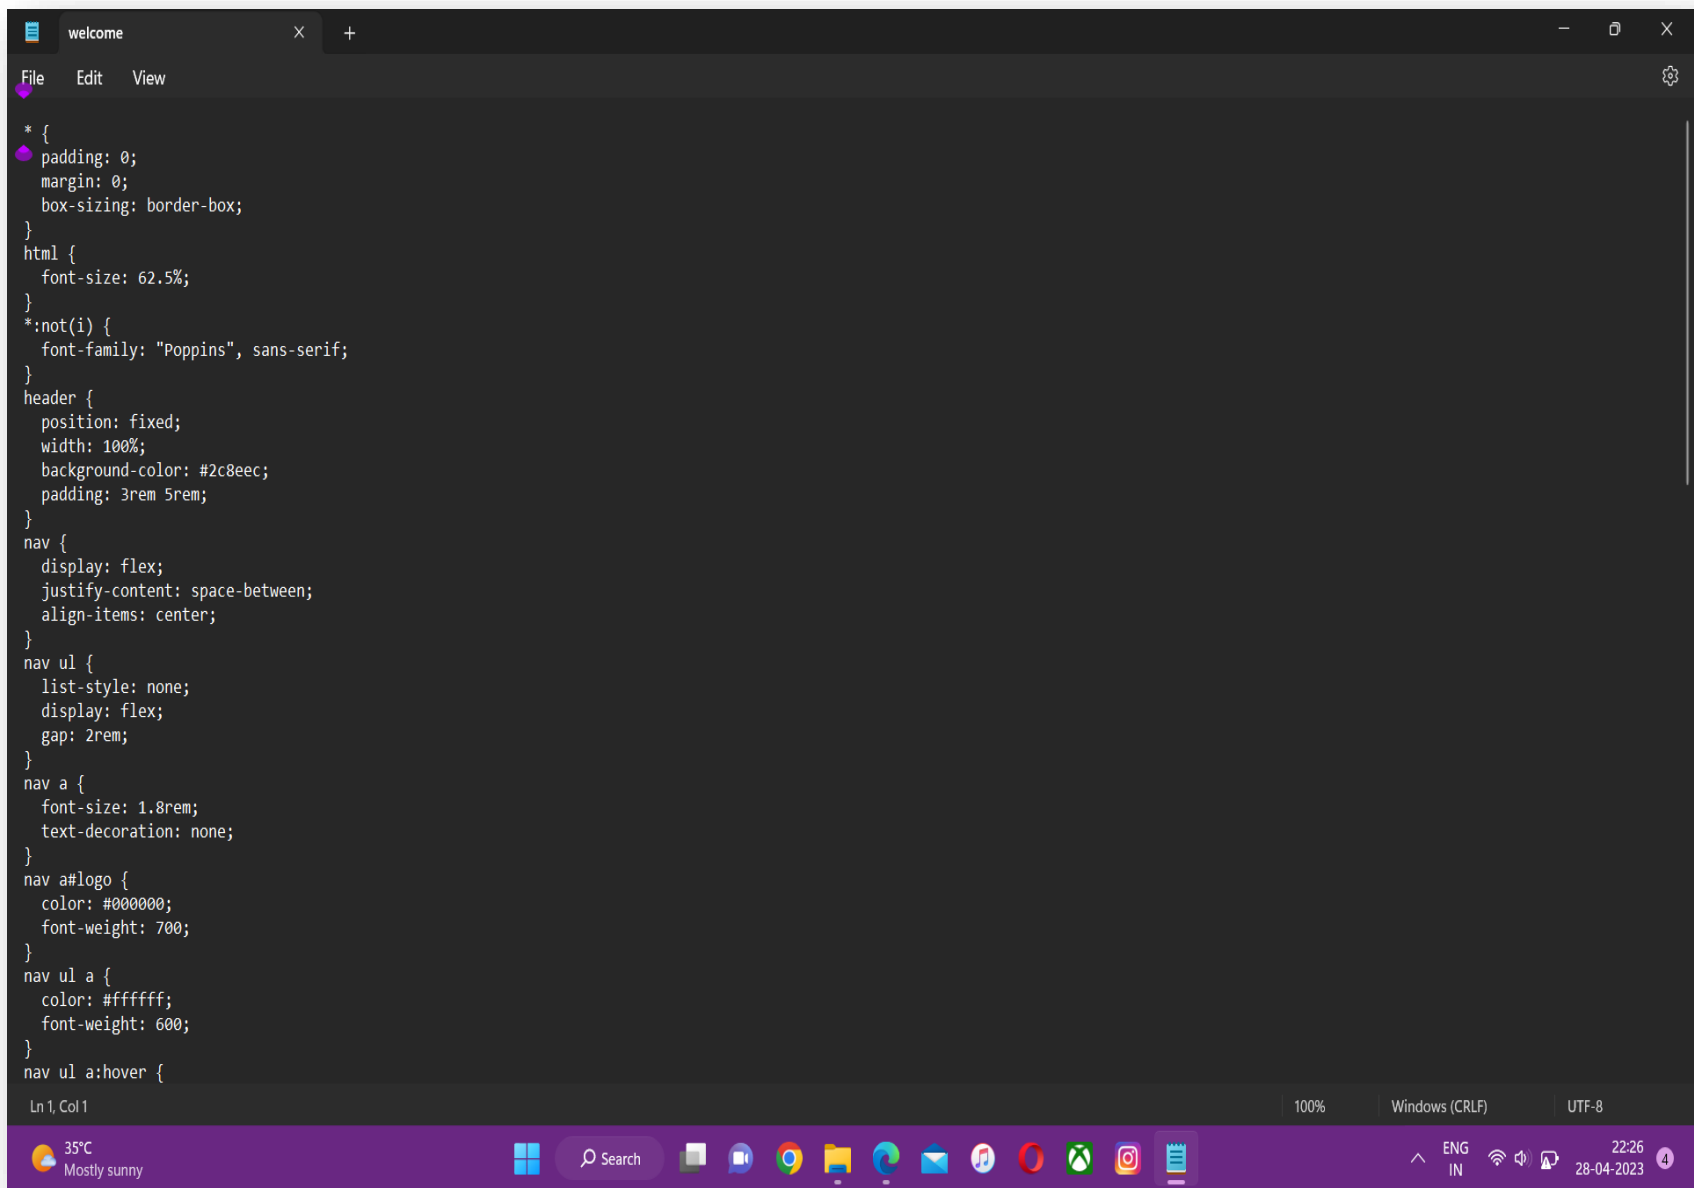 welcome
File Edit View
* {
  padding: 0;
  margin: 0;
  box-sizing: border-box;
}
html {
  font-size: 62.5%;
}
*:not(i) {
  font-family: "Poppins", sans-serif;
}
header {
  position: fixed;
  width: 100%;
  background-color: #2c8eec;
  padding: 3rem 5rem;
}
nav {
  display: flex;
  justify-content: space-between;
  align-items: center;
}
nav ul {
  list-style: none;
  display: flex;
  gap: 2rem;
}
nav a {
  font-size: 1.8rem;
  text-decoration: none;
}
nav a#logo {
  color: #000000;
  font-weight: 700;
}
nav ul a {
  color: #ffffff;
  font-weight: 600;
}
nav ul a:hover {
Ln 1, Col 1 100% Windows (CRLF) UTF-8
35°C
Mostly sunny
Search
ENG
IN
22:26
28-04-2023
4